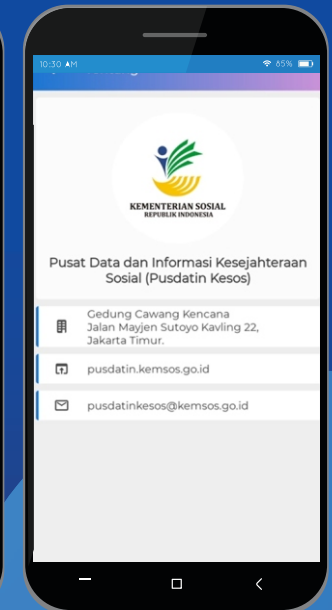 10:30 AM
85%
KEMENTERIAN SOSIAL
REPUBLIK INDONESIA
Pusat Data dan Informasi Kesejahteraan
Sosial (Pusdatin Kesos)
Gedung Cawang Kencana
Jalan Mayjen Sutoyo Kavling 22,
Jakarta Timur.
pusdatin.kemsos.go.id
pusdatinkesos@kemsos.go.id